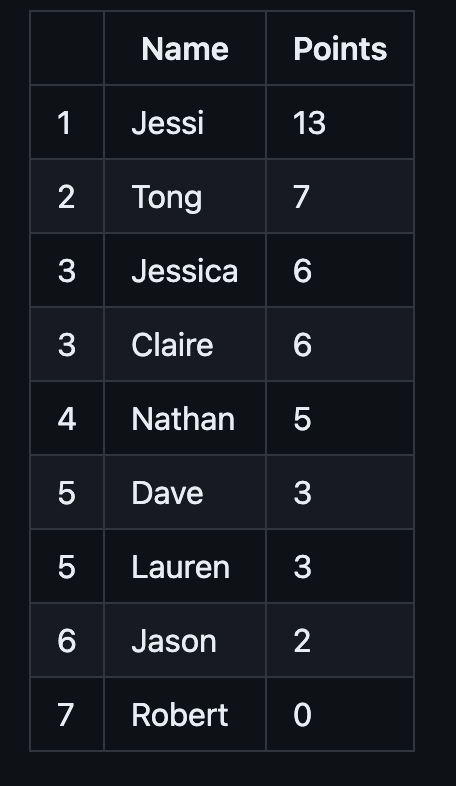 Name Points
1 Jessi 13
2 Tong 7
3 Jessica 6
3 Claire 6
4 Nathan 5
5 Dave 3
5 Lauren 3
6 Jason 2
7 Robert 0